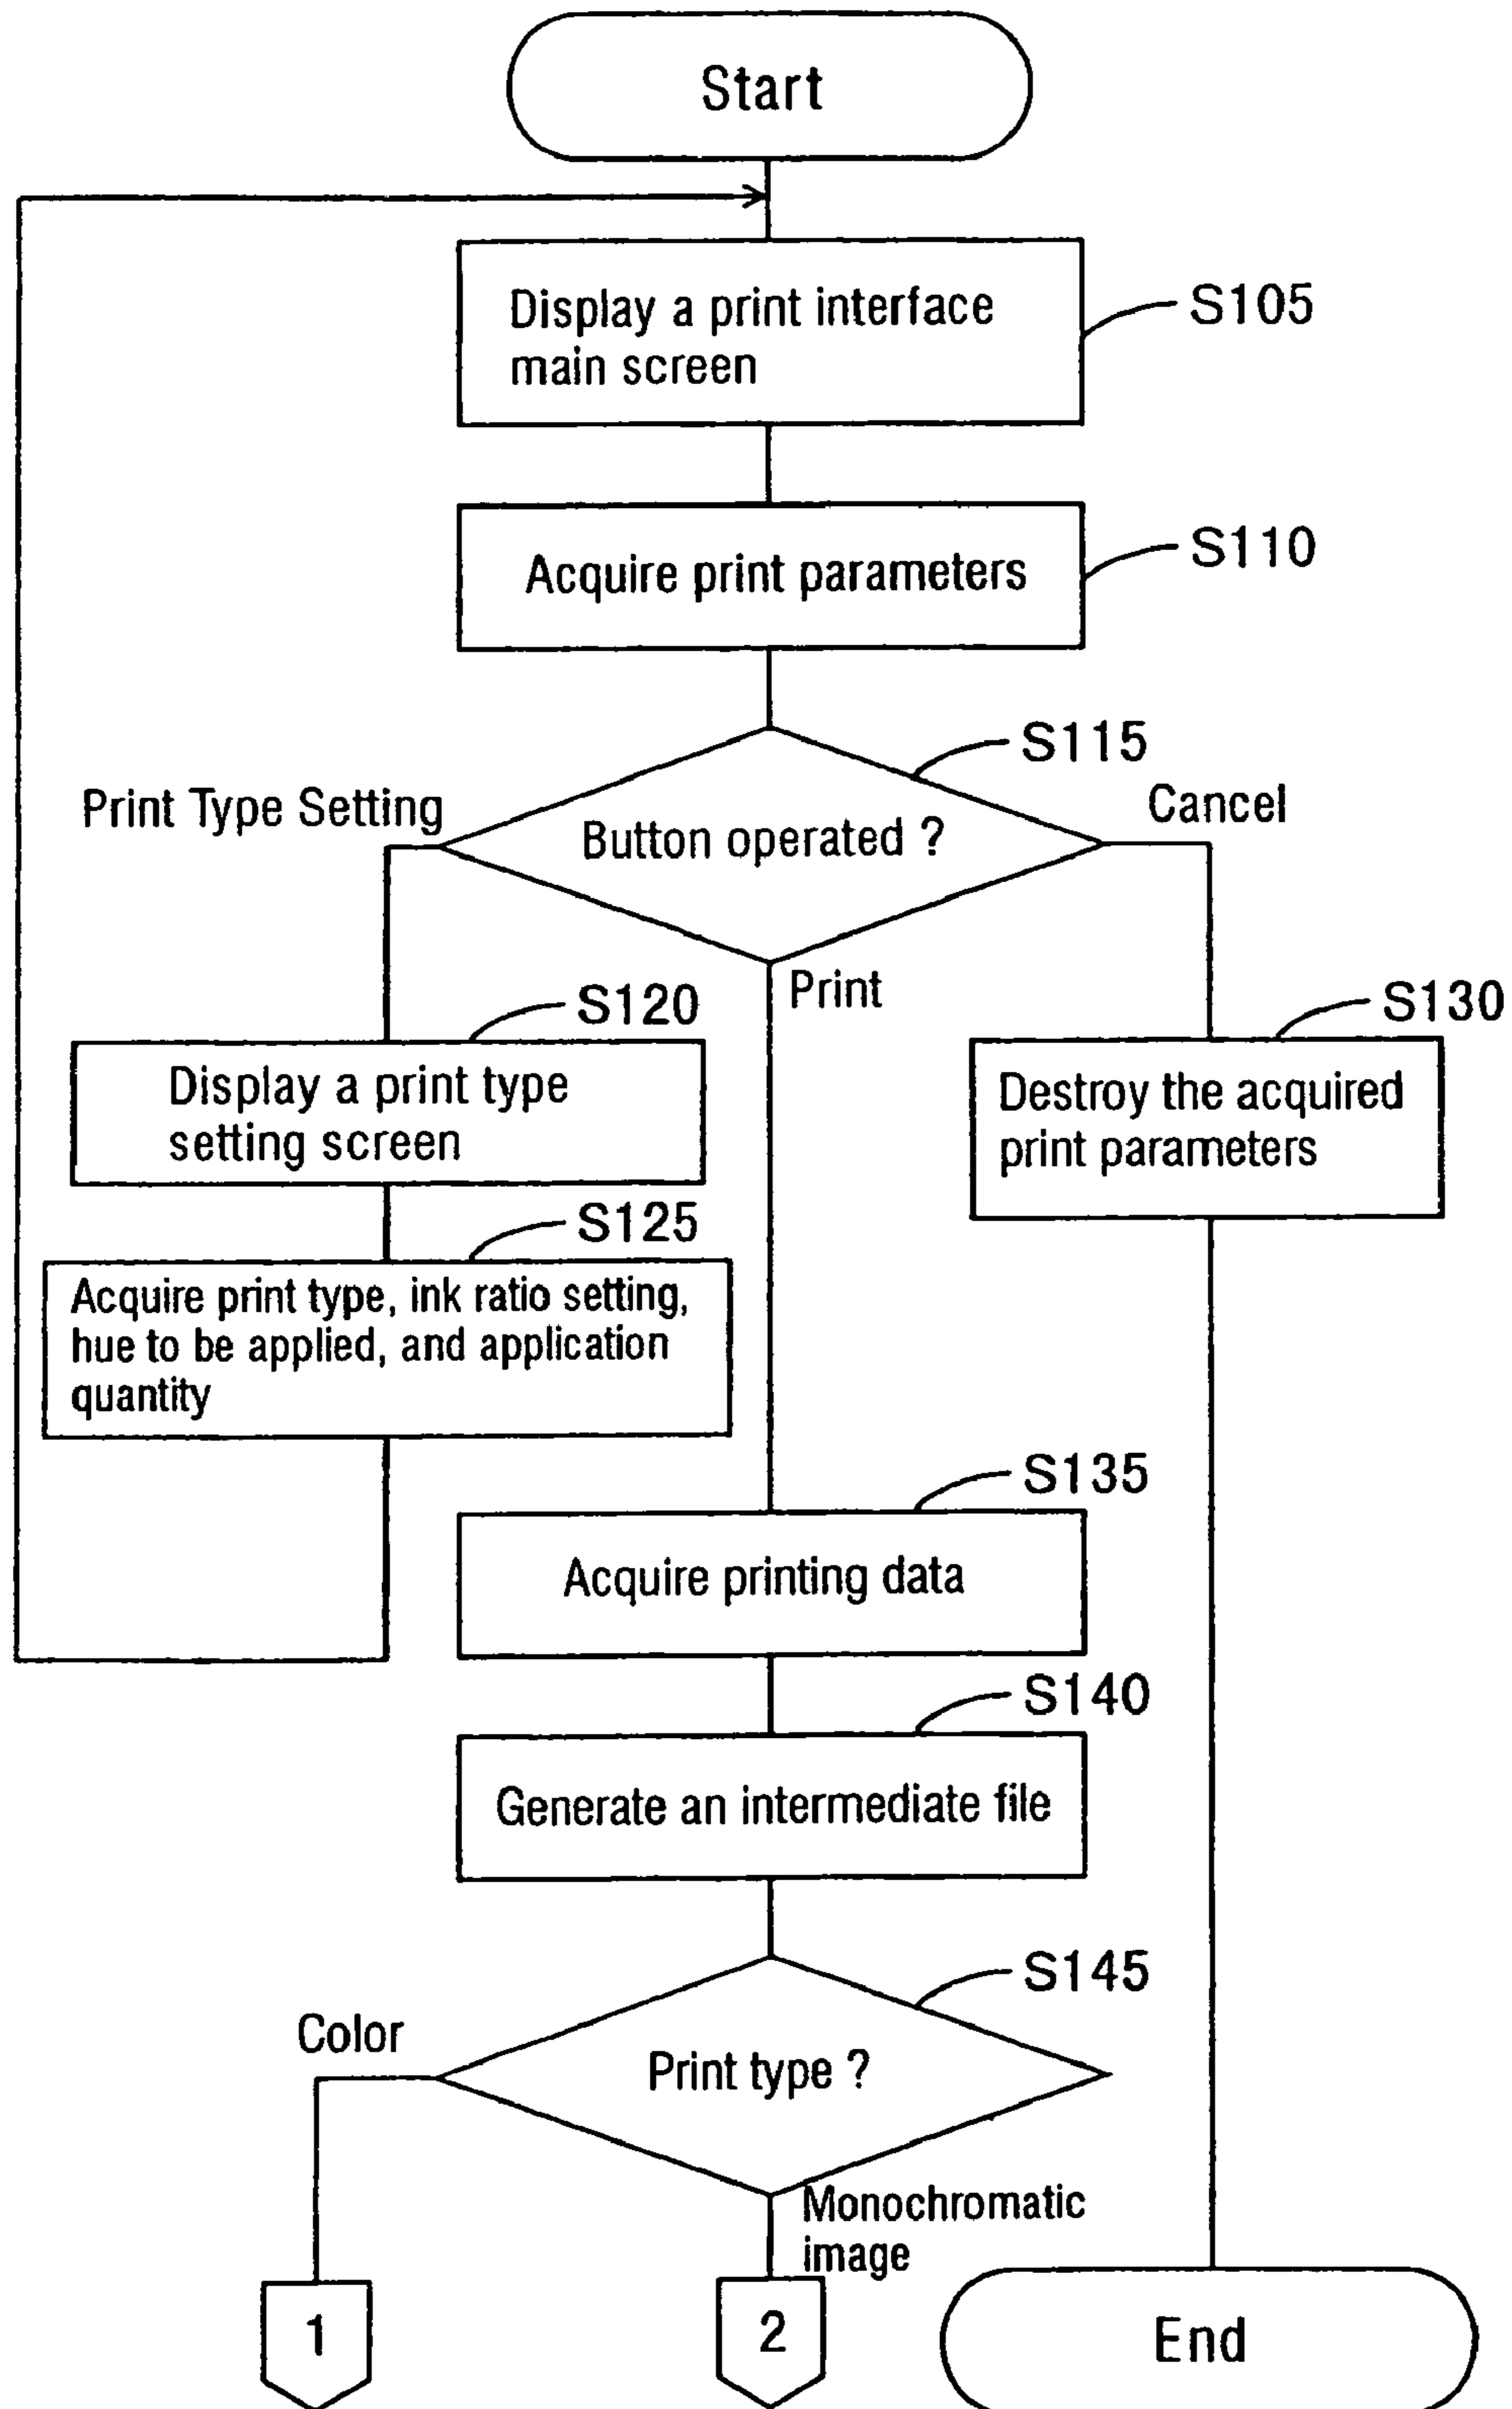 Start
Display a print interface
main screen
S105
Acquire print parameters
S110
S115
Print Type Setting
Button operated ?
Cancel
Print
S120
Display a print type
setting screen
S130
Destroy the acquired
print parameters
S125
Acquire print type, ink ratio setting,
hue to be applied, and application
quantity
S135
Acquire printing data
S140
Generate an intermediate file
S145
Color
Print type ?
Monochromatic
image
1
2
End